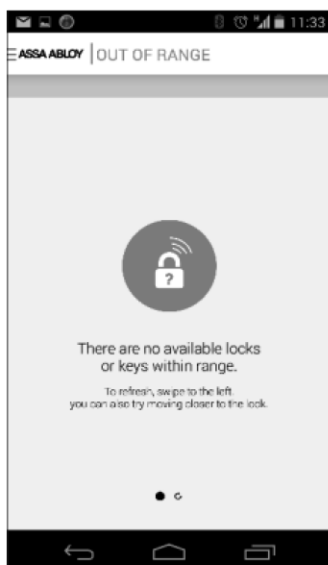 11:33
ASSA ABLOY OUT OF RANGE
?
There are no available locks
or keys within range.
To refresh, swipe to the left.
you can also try moving closer to the lock.